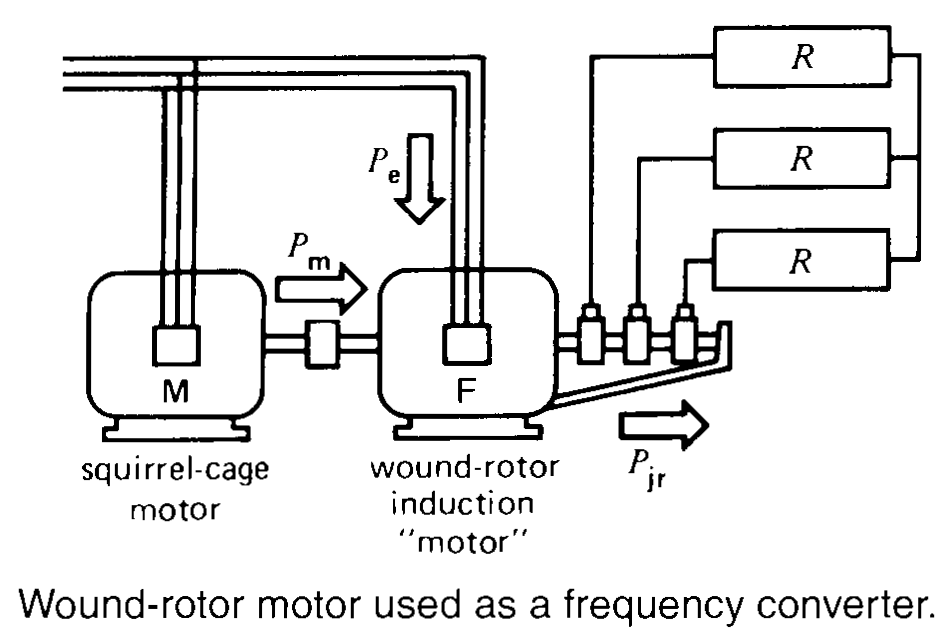 R
R
R
Pe
Pm
M
F
squirrel-cage
motor
wound-rotor
induction
"motor"
Pjr
Wound-rotor motor used as a frequency converter.